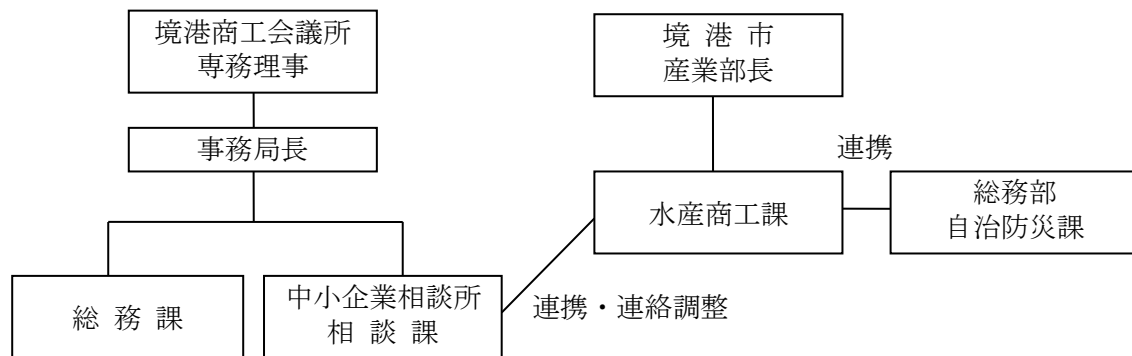 境港商工会議所
専務理事
境 港 市
産業部長
事務局長
連携
水産商工課
総務部
自治防災課
総 務 課
中小企業相談所
相 談 課
連携・連絡調整